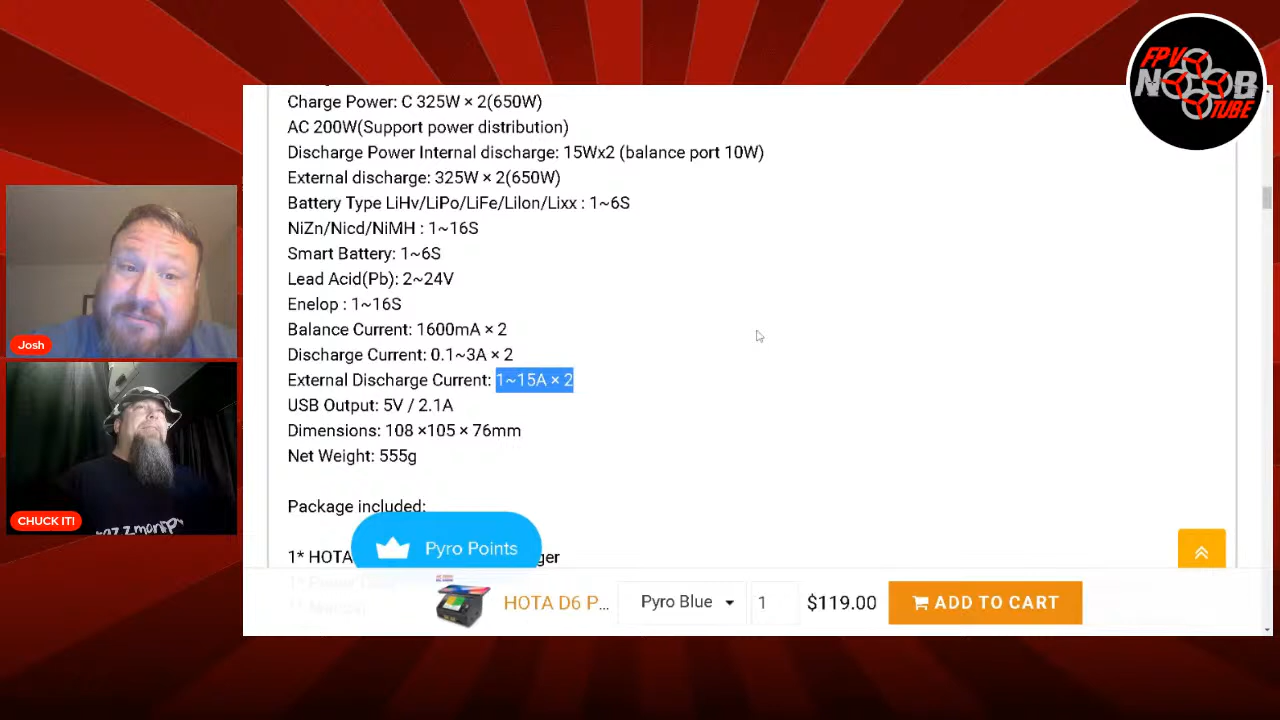 FPV
NOOB
TUBE
Charge Power: C 325W × 2(650W)
AC 200W(Support power distribution)
Discharge Power Internal discharge: 15Wx2 (balance port 10W)
External discharge: 325W × 2(650W)
Battery Type LiHv/LiPo/LiFe/LiIon/Lixx : 1~6S
NiZn/Nicd/NiMH : 1~16S
Smart Battery: 1~6S
Lead Acid(Pb): 2~24V
Enelop : 1~16S
Balance Current: 1600mA × 2
Discharge Current: 0.1~3A × 2
External Discharge Current: 1~15A × 2
USB Output: 5V / 2.1A
Dimensions: 108 ×105 × 76mm
Net Weight: 555g
Package included:
1* HOTA
Pyro Points
HOTA D6 P...
Pyro Blue
1
$119.00
ADD TO CART
Josh
CHUCK IT!